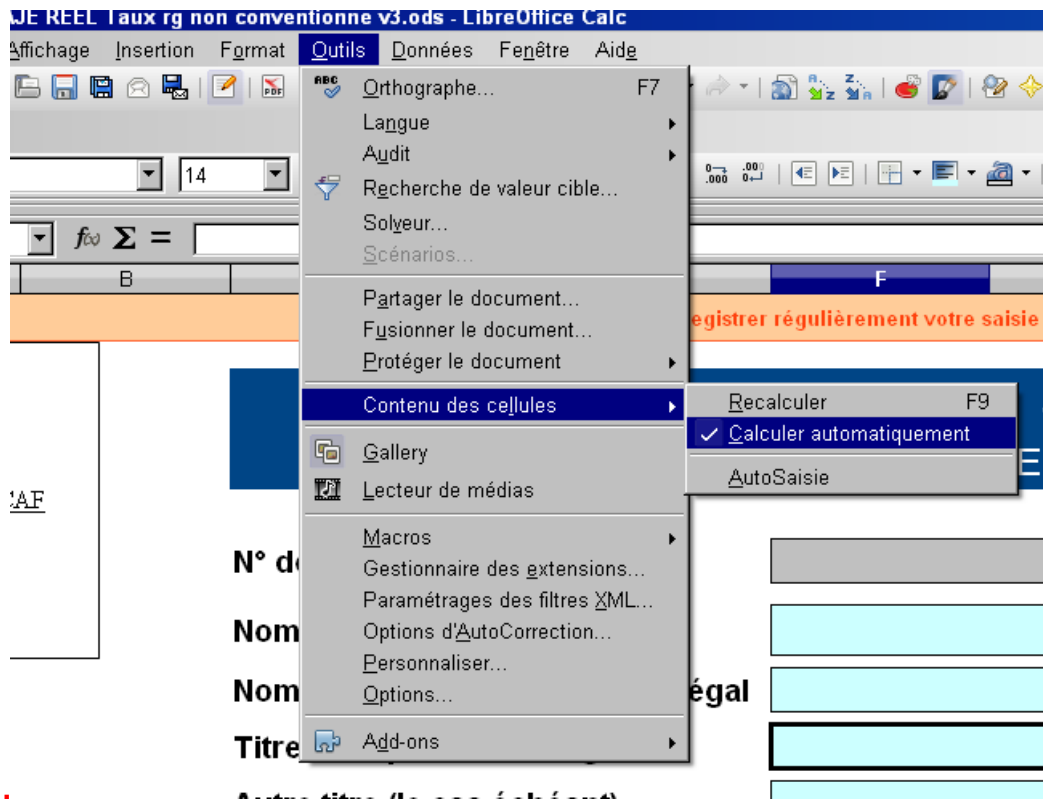 AJE REEL Taux rg non conventionne v3.ods - LibreOffice Calc
Affichage Insertion Format Outils Données Fenêtre Aide
14
B
F
egistrer régulièrement votre saisie
ABC
Orthographe... F7
Langue
Audit
Recherche de valeur cible...
Solveur...
Scénarios...
Partager le document...
Fusionner le document...
Protéger le document
Contenu des cellules
Recalculer F9
Calculer automatiquement
AutoSaisie
Gallery
Lecteur de médias
Macros
Gestionnaire des extensions...
Paramétrages des filtres XML...
Options d'AutoCorrection...
Personnaliser...
Options...
Add-ons
CAF
E
N° d
Nom
Nom égal
Titre